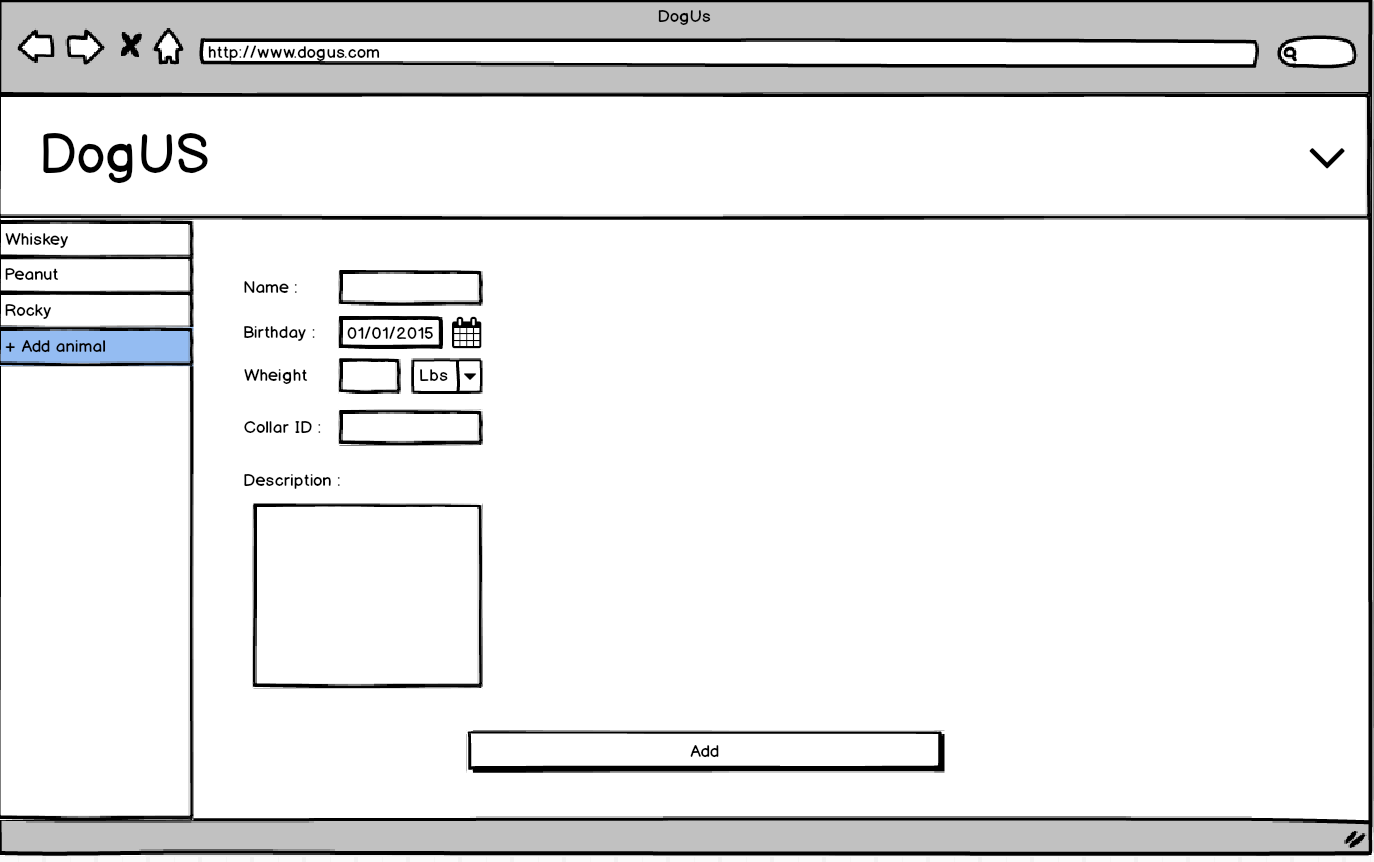 DogUs
http://www.dogus.com
DogUS
Whiskey
Peanut
Rocky
+ Add animal
Name :
Birthday : 01/01/2015
Wheight Lbs
Collar ID :
Description :
Add